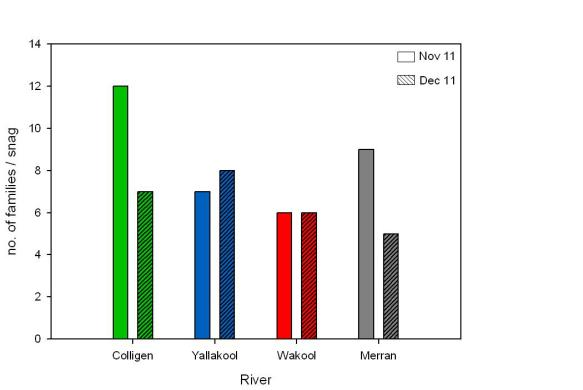 14
Nov 11
12
Dec 11
10
8
6
4
2
0
no. of families / snag
Colligen Yallakool Wakool Merran
River